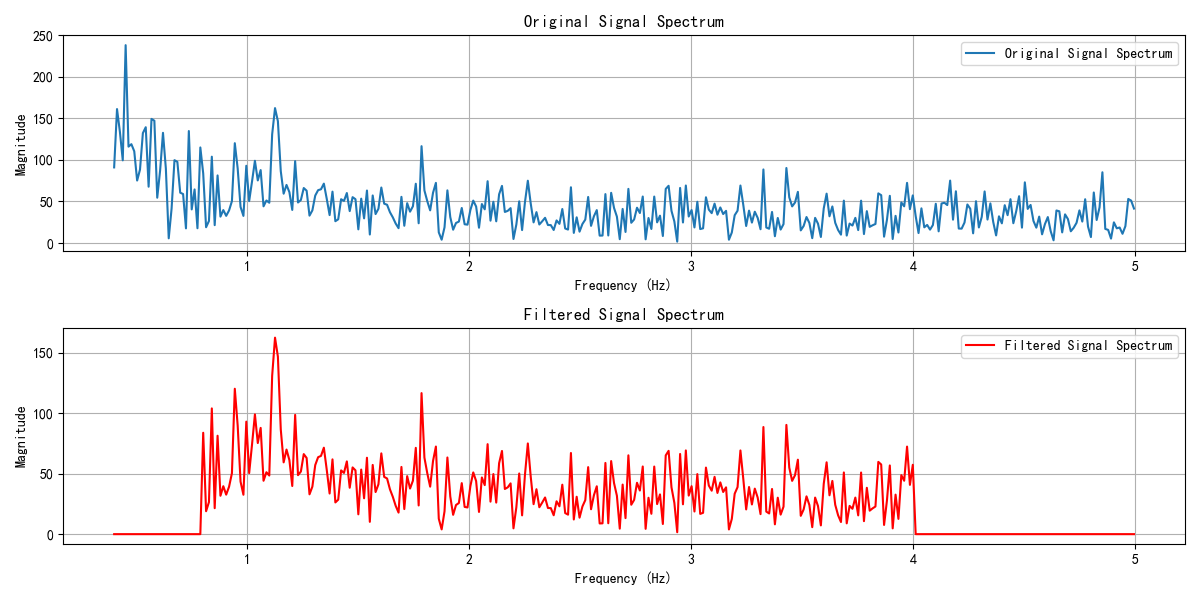 Original Signal Spectrum
250
200
150
100
50
0
Magnitude
Original Signal Spectrum
1 2 3 4 5
Frequency (Hz)
Filtered Signal Spectrum
150
100
50
0
Magnitude
Filtered Signal Spectrum
1 2 3 4 5
Frequency (Hz)